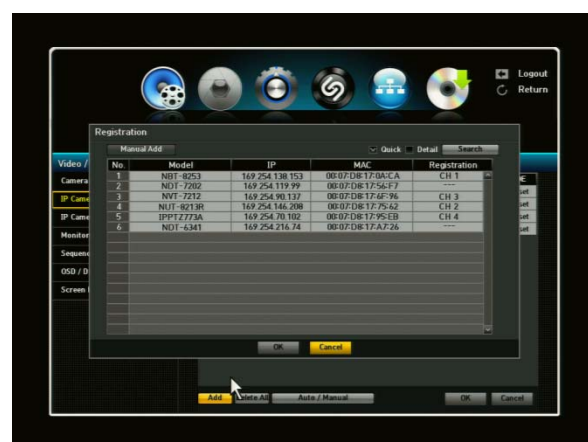 Logout
Return
Registration
Manual Add Quick Detail Search
No. Model IP MAC Registration
1 NBT-8253 169.254.138.153 00:07:D8:17:0A:CA CH 1
2 NDT-7202 169.254.119.99 00:07:D8:17:56:F7 ---
3 NVT-7212 169.254.90.137 00:07:D8:17:6F:96 CH 3
4 NUT-8213R 169.254.146.208 00:07:D8:17:75:62 CH 2
5 IPPTZ773A 169.254.70.102 00:07:D8:17:95:EB CH 4
6 NDT-6341 169.254.216.74 00:07:D8:17:A7:26 ---
Video /
Camera
IP Came
IP Came
Monitor
Sequenc
OSD / D
Screen
OK Cancel
Add Delete All Auto / Manual OK Cancel